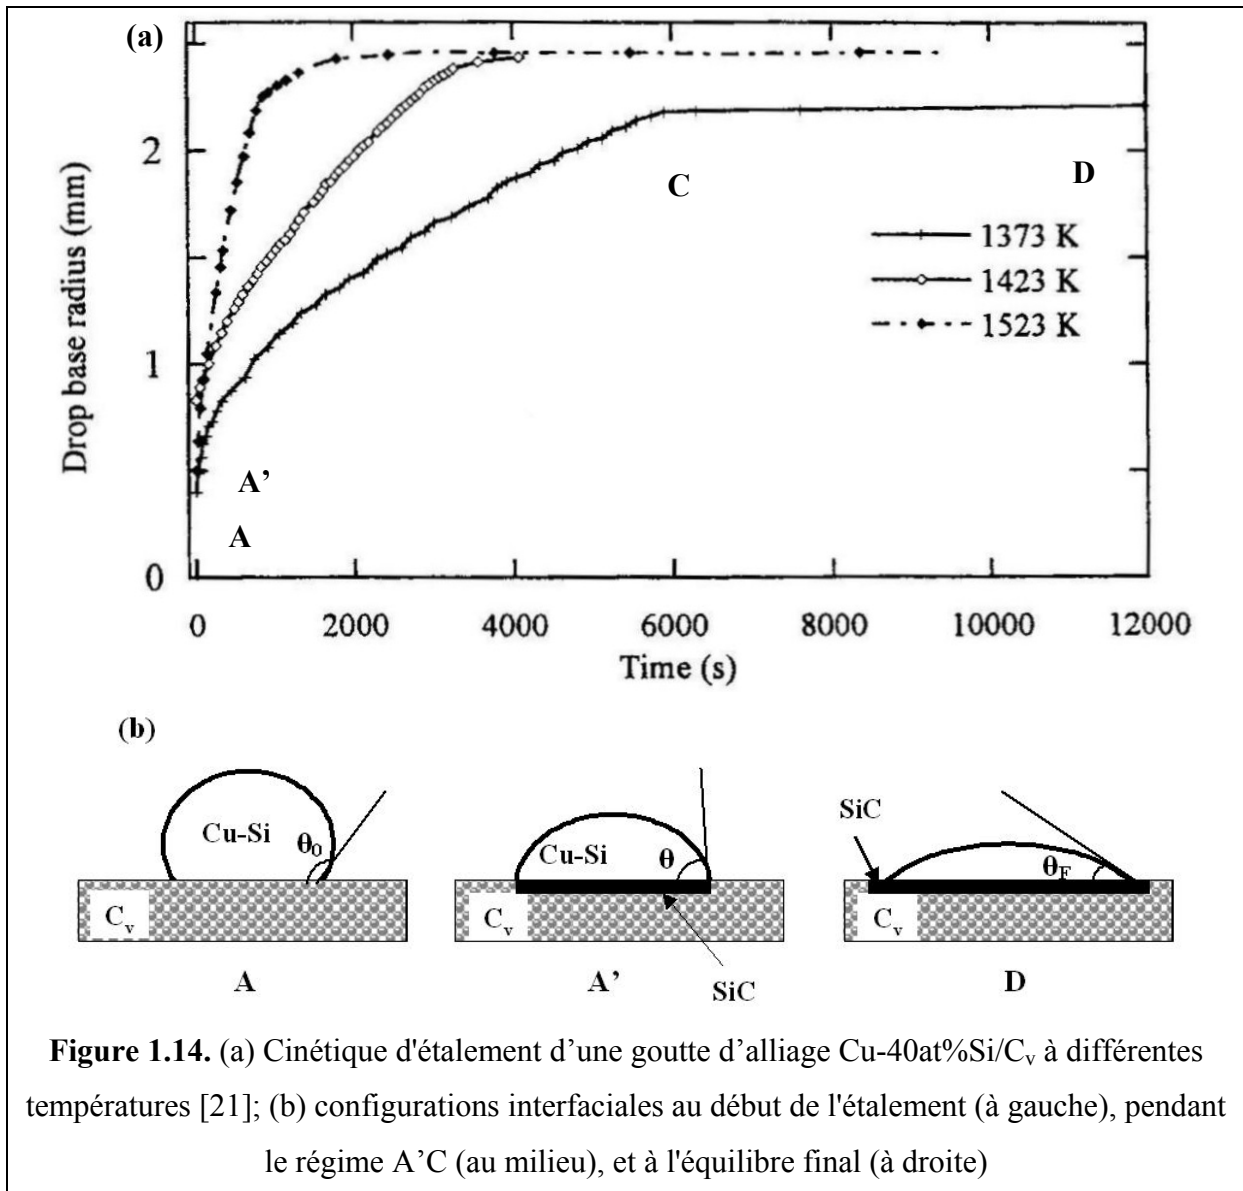 (a)
Drop base radius (mm)
2
1
0
A'
A
C
D
1373 K
1423 K
1523 K
0 2000 4000 6000 8000 10000 12000
Time (s)
(b)
Cu-Si
θ0
Cv
A
Cu-Si
θ
Cv
A'
SiC
SiC
θF
Cv
D
Figure 1.14. (a) Cinétique d'étalement d’une goutte d’alliage Cu-40at%Si/Cv à différentes
températures [21]; (b) configurations interfaciales au début de l'étalement (à gauche), pendant
le régime A’C (au milieu), et à l'équilibre final (à droite)